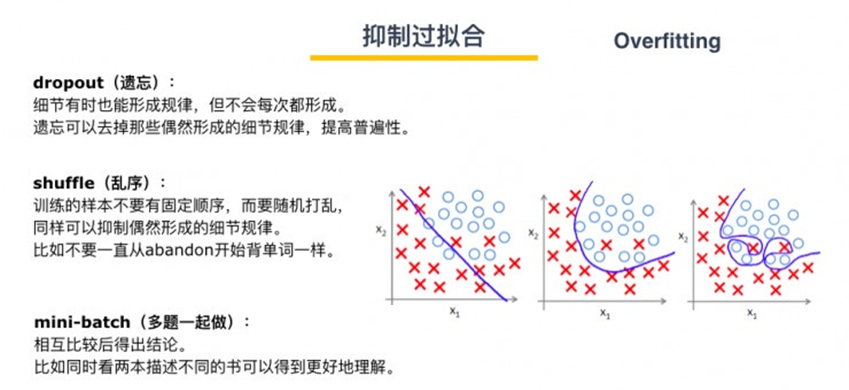 抑制过拟合
Overfitting
dropout（遗忘）：
细节有时也能形成规律，但不会每次都形成。
遗忘可以去掉那些偶然形成的细节规律，提高普遍性。
shuffle（乱序）：
训练的样本不要有固定顺序，而要随机打乱，
同样可以抑制偶然形成的细节规律。
比如不要一直从abandon开始背单词一样。
mini-batch（多题一起做）：
相互比较后得出结论。
比如同时看两本描述不同的书可以得到更好地理解。
x2
x1
x2
x1
x2
x1